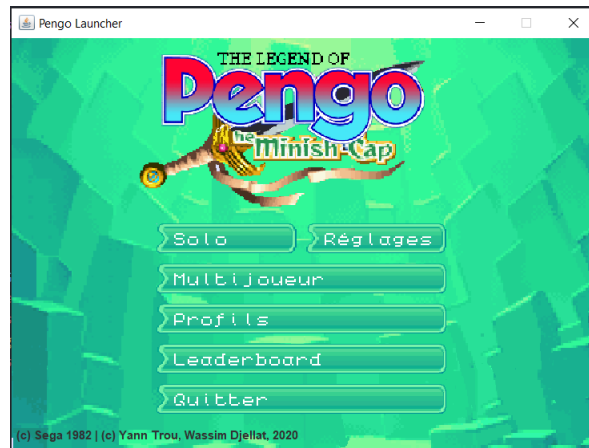 Pengo Launcher
THE LEGEND OF
Pengo
The Minish Cap
Solo
Réglages
Multijoueur
Profils
Leaderboard
Quitter
(c) Sega 1982 | (c) Yann Trou, Wassim Djellat, 2020